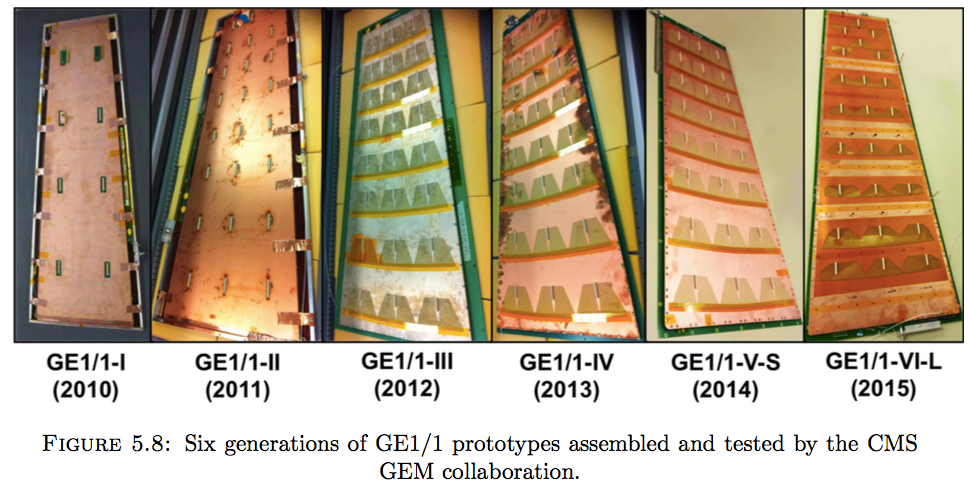 GE1/1-I GE1/1-II GE1/1-III GE1/1-IV GE1/1-V-S GE1/1-VI-L
(2010) (2011) (2012) (2013) (2014) (2015)
FIGURE 5.8: Six generations of GE1/1 prototypes assembled and tested by the CMS
GEM collaboration.